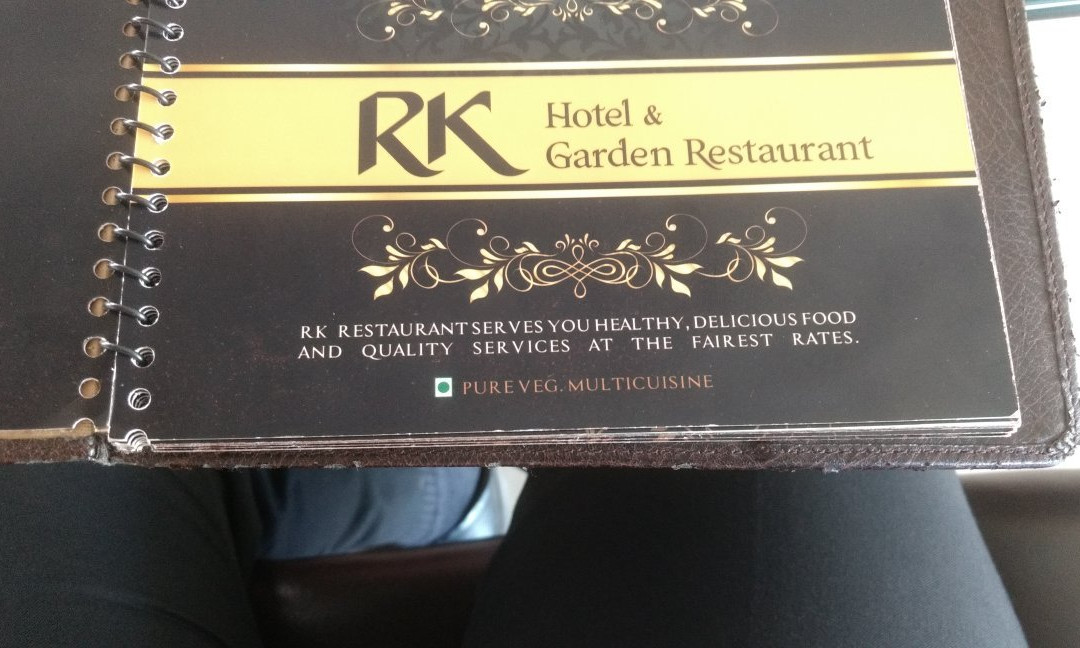 RK
Hotel &
Garden Restaurant
RK RESTAURANT SERVES YOU HEALTHY, DELICIOUS FOOD
AND QUALITY SERVICES AT THE FAIREST RATES.
PURE VEG. MULTICUISINE